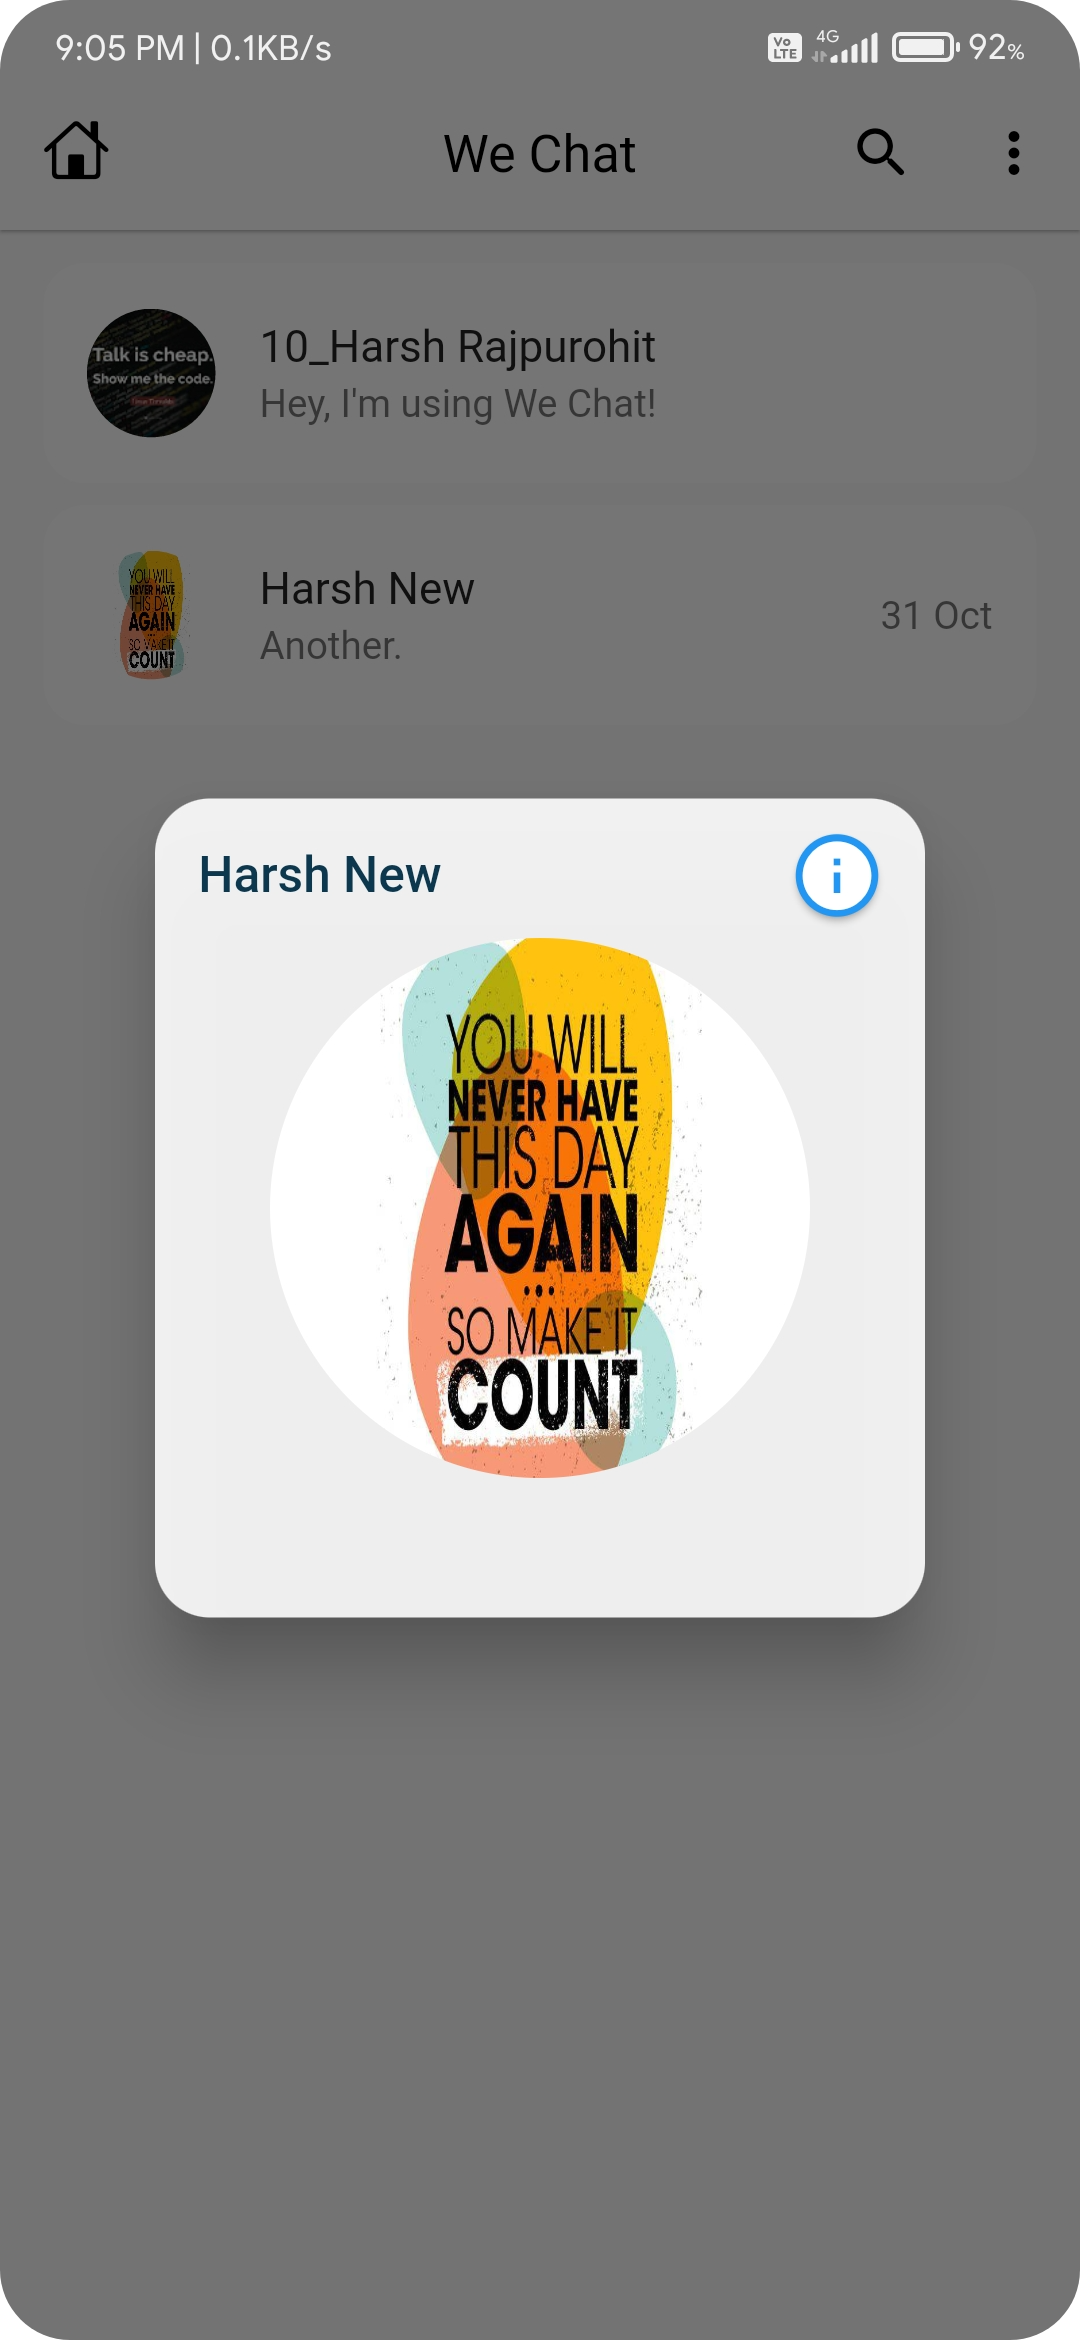 9:05 PM | 0.1KB/s
Vo LTE 4G 92%
We Chat
Talk is cheap.
Show me the code.
10_Harsh Rajpurohit
Hey, I'm using We Chat!
YOU WILL
NEVER HAVE
THIS DAY
AGAIN
...
SO MAKE IT
COUNT
Harsh New
Another.
31 Oct
Harsh New
i
YOU WILL
NEVER HAVE
THIS DAY
AGAIN
...
SO MAKE IT
COUNT